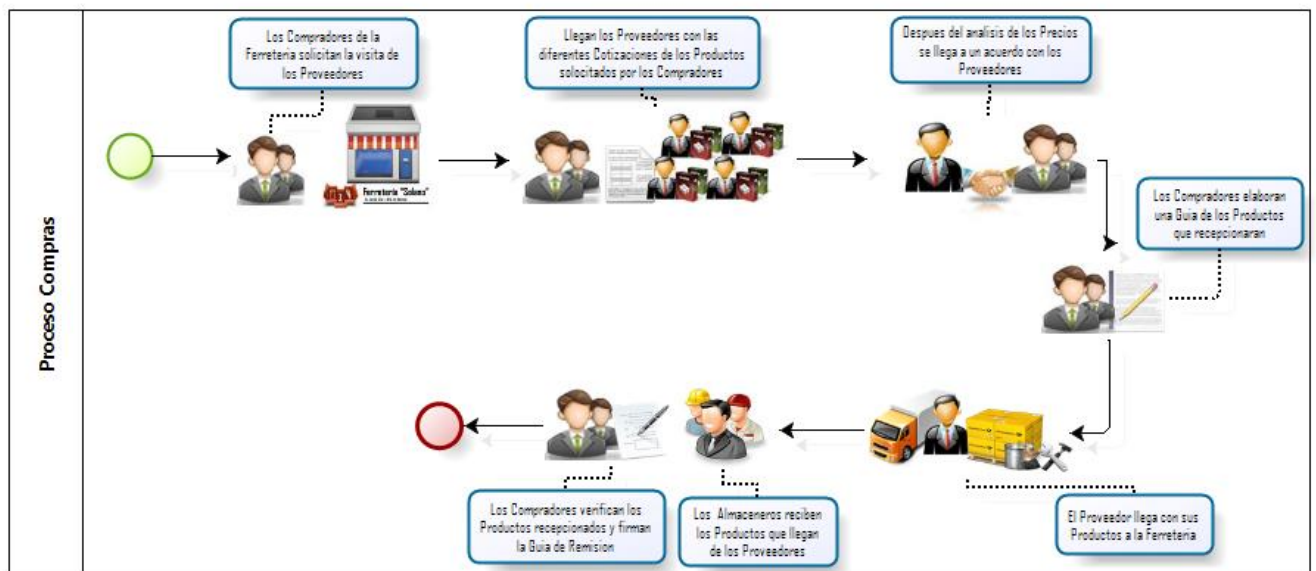 Proceso Compras
Los Compradores de la
Ferreteria solicitan la visita de
los Proveedores
Llegan los Proveedores con las
diferentes Cotizaciones de los Productos
solocitados por los Compradores
Despues del analisis de los Precios
se llega a un acuerdo con los
Proveedores
Ferreteria "Solano"
Los Compradores elaboran
una Guia de los Productos
que recepcionaran
El Proveedor llega con sus
Productos a la Ferreteria
Los Almaceneros reciben
los Productos que llegan
de los Proveedores
Los Compradores verifican los
Productos recepcionados y firman
la Guia de Remision